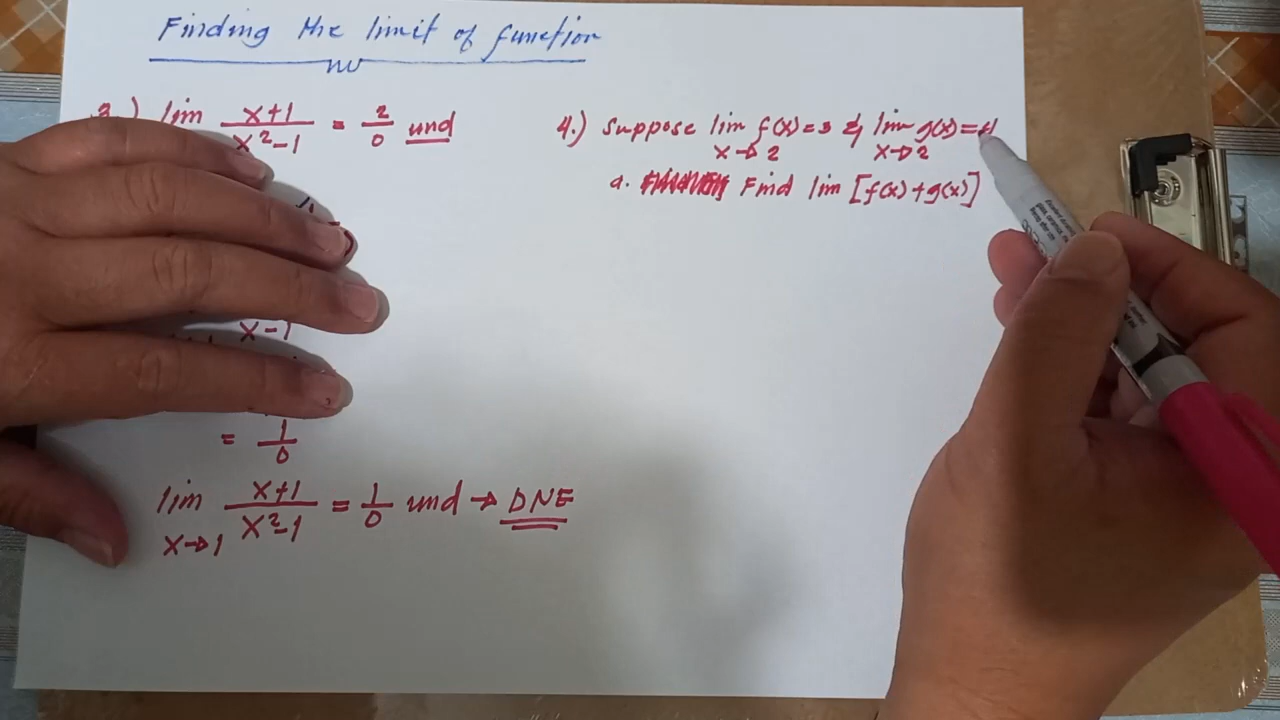 Finding the limit of function
3.) lim x+1 / x²-1 = 2/0 und
x-1
= 1/0
lim x→1 x+1 / x²-1 = 1/0 und → DNE
4.) Suppose lim x→2 f(x)=3 & lim x→2 g(x)=
a. Find lim [f(x)+g(x)]